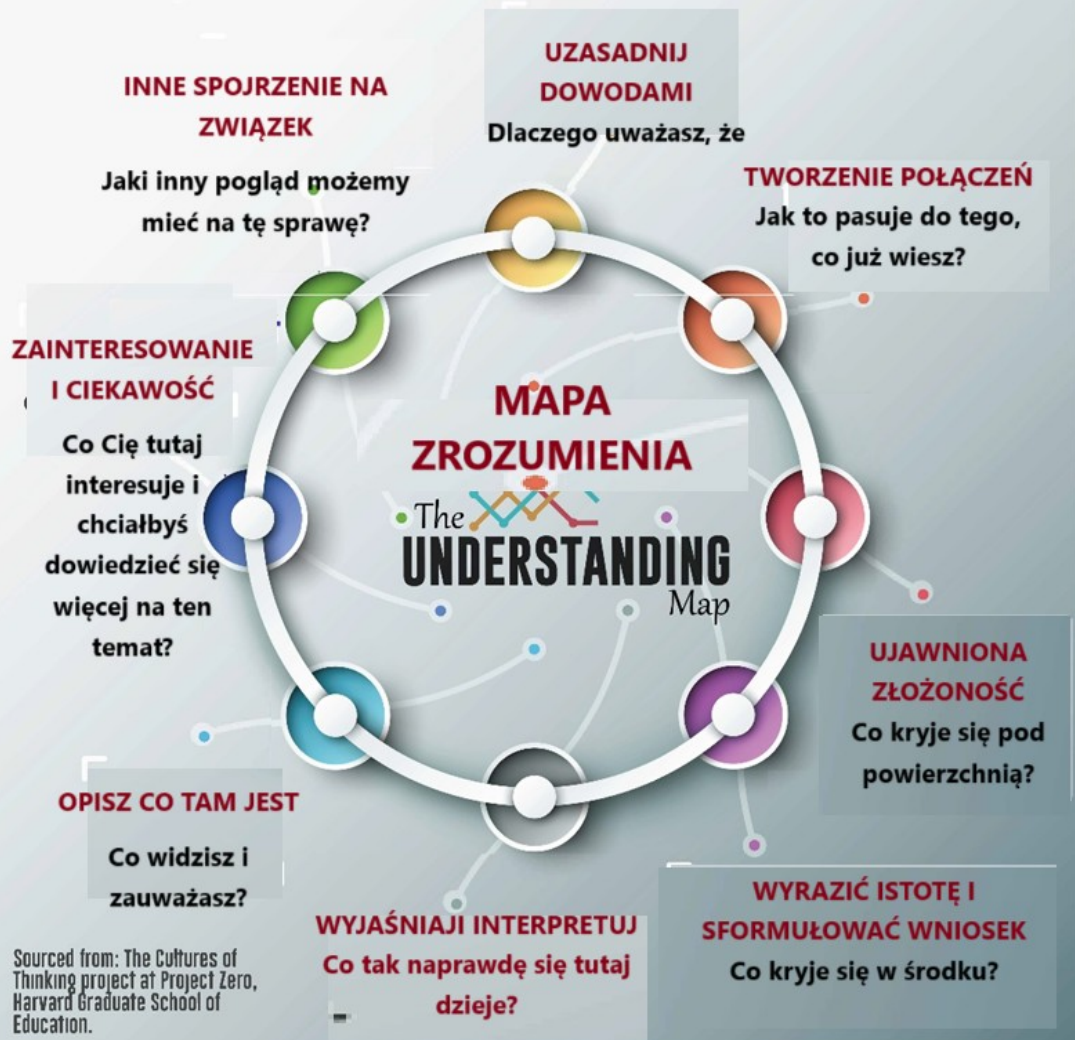 UZASADNIJ
DOWODAMI
Dlaczego uważasz, że
INNE SPOJRZENIE NA
ZWIĄZEK
Jaki inny pogląd możemy
mieć na tę sprawę?
TWORZENIE POŁĄCZEŃ
Jak to pasuje do tego,
co już wiesz?
ZAINTERESOWANIE
I CIEKAWOŚĆ
Co Cię tutaj
interesuje i
chciałbyś
dowiedzieć się
więcej na ten
temat?
MAPA
ZROZUMIENIA
The
UNDERSTANDING
Map
UJAWNIONA
ZŁOŻONOŚĆ
Co kryje się pod
powierzchnią?
OPISZ CO TAM JEST
Co widzisz i
zauważasz?
WYJAŚNIAJI INTERPRETUJ
Co tak naprawdę się tutaj
dzieje?
WYRAZIĆ ISTOTĘ I
SFORMUŁOWAĆ WNIOSEK
Co kryje się w środku?
Sourced from: The Cultures of
Thinking project at Project Zero,
Harvard Graduate School of
Education.